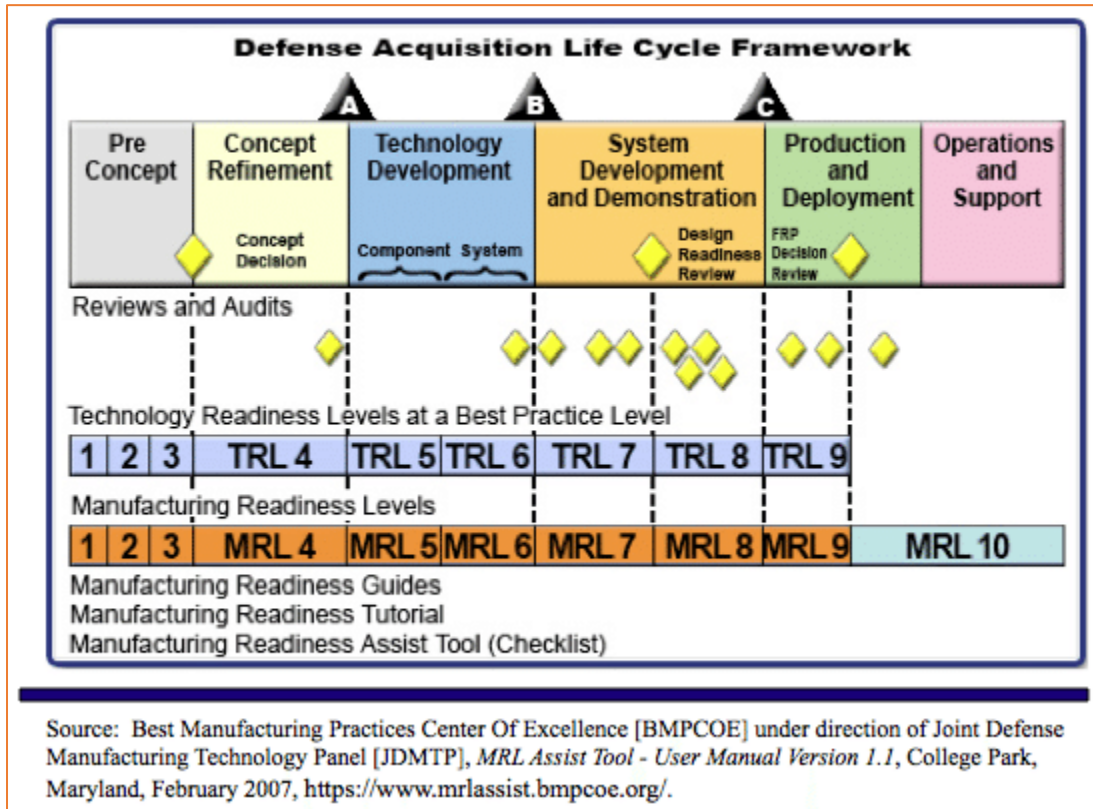 Defense Acquisition Life Cycle Framework
A
B
C
Pre
Concept
Concept
Refinement
Technology
Development
System
Development
and Demonstration
Production
and
Deployment
Operations
and
Support
Concept
Decision
Component
System
Design
Readiness
Review
FRP
Decision
Review
Reviews and Audits
Technology Readiness Levels at a Best Practice Level
1 2 3 TRL 4 TRL 5 TRL 6 TRL 7 TRL 8 TRL 9
Manufacturing Readiness Levels
1 2 3 MRL 4 MRL 5 MRL 6 MRL 7 MRL 8 MRL 9 MRL 10
Manufacturing Readiness Guides
Manufacturing Readiness Tutorial
Manufacturing Readiness Assist Tool (Checklist)
Source: Best Manufacturing Practices Center Of Excellence [BMPCOE] under direction of Joint Defense
Manufacturing Technology Panel [JDMTP], MRL Assist Tool - User Manual Version 1.1, College Park,
Maryland, February 2007, https://www.mrlassist.bmpcoe.org/.